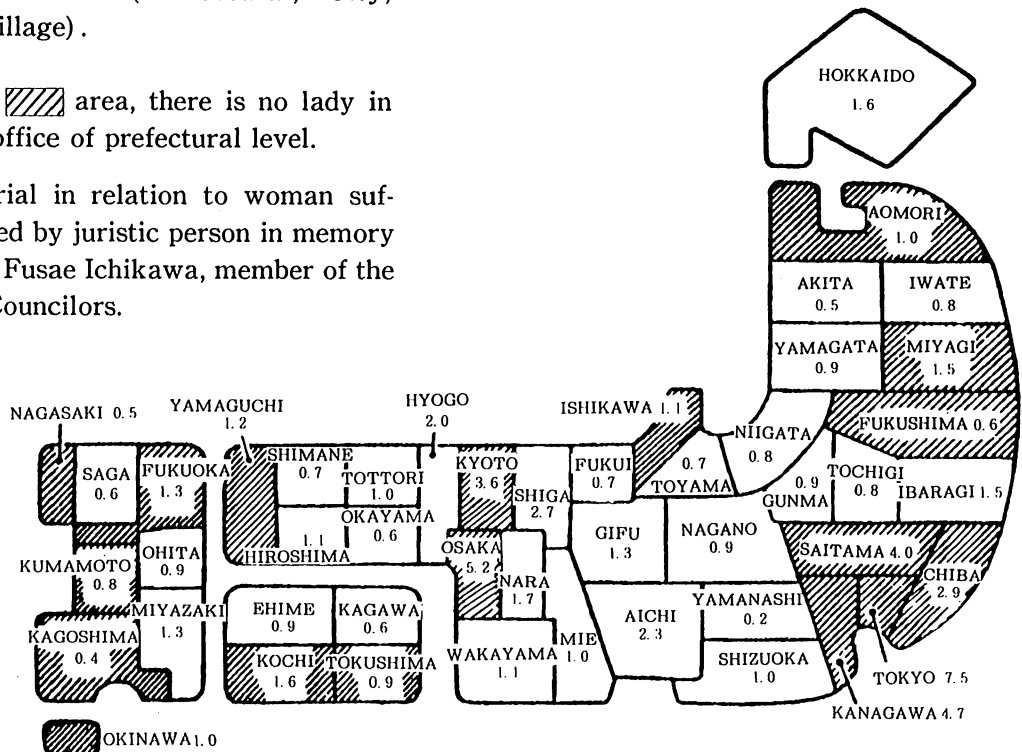 illage).
area, there is no lady in
office of prefectural level.
rial in relation to woman suf-
ed by juristic person in memory
Fusae Ichikawa, member of the
Councilors.
HOKKAIDO
1.6
AOMORI
1.0
AKITA
0.5
IWATE
0.8
YAMAGATA
0.9
MIYAGI
1.5
FUKUSHIMA 0.6
NIIGATA
0.8
GUNMA
0.9
TOCHIGI
0.8
IBARAGI 1.5
SAITAMA 4.0
CHIBA
2.9
TOKYO 7.5
KANAGAWA 4.7
ISHIKAWA 1.1
0.7
TOYAMA
FUKUI
0.7
GIFU
1.3
NAGANO
0.9
YAMANASHI
0.2
SHIZUOKA
1.0
AICHI
2.3
MIE
1.0
SHIGA
2.7
KYOTO
3.6
HYOGO
2.0
OSAKA
5.2
NARA
1.7
WAKAYAMA
1.1
YAMAGUCHI
1.2
SHIMANE
0.7
TOTTORI
1.0
OKAYAMA
0.6
1.1
HIROSHIMA
EHIME
0.9
KAGAWA
0.6
KOCHI
1.6
TOKUSHIMA
0.9
NAGASAKI 0.5
SAGA
0.6
FUKUOKA
1.3
KUMAMOTO
0.8
OHITA
0.9
MIYAZAKI
1.3
KAGOSHIMA
0.4
OKINAWA 1.0